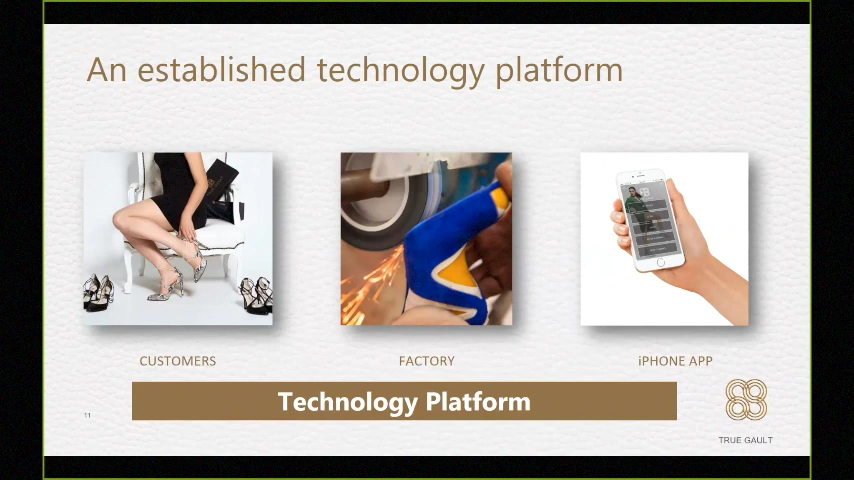 An established technology platform
CUSTOMERS
FACTORY
iPHONE APP
Technology Platform
11
TRUE GAULT